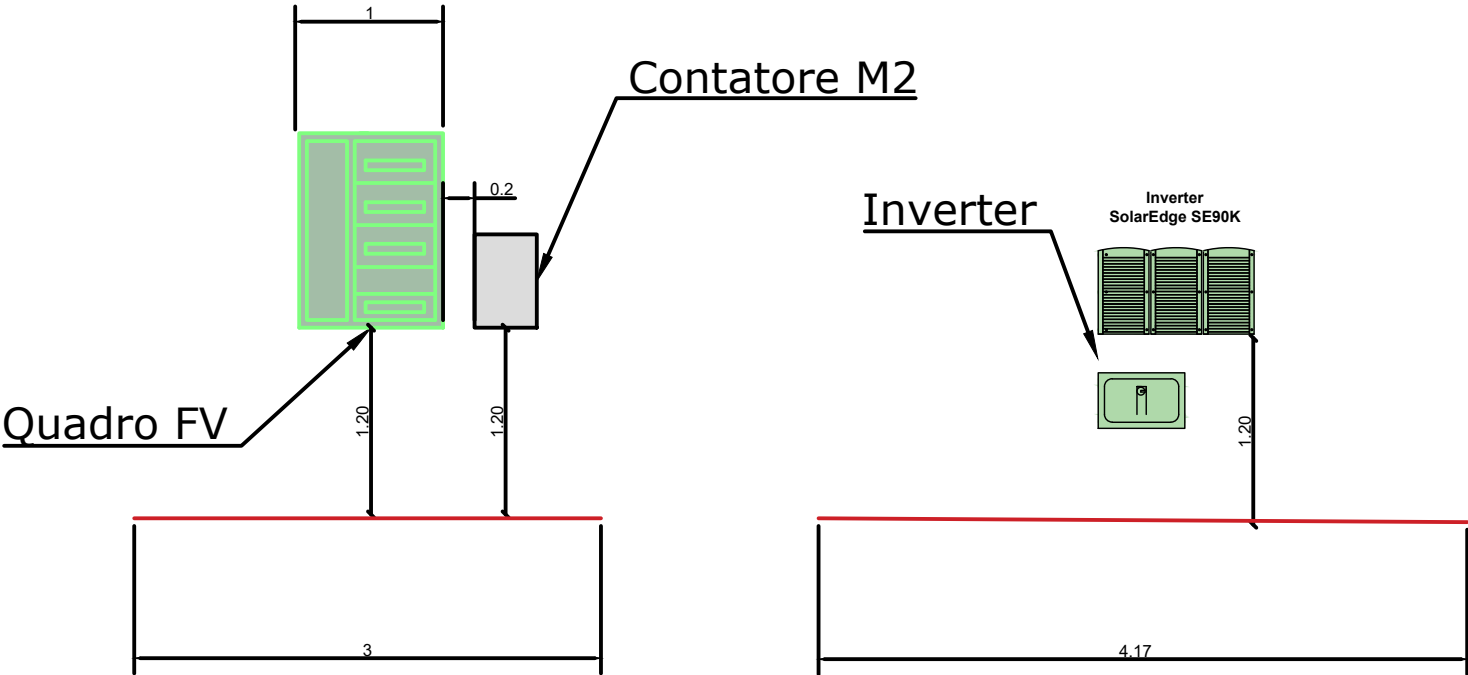 1
Contatore M2
0.2
Inverter
Inverter
SolarEdge SE90K
Quadro FV
1.20
1.20
1.20
3
4.17